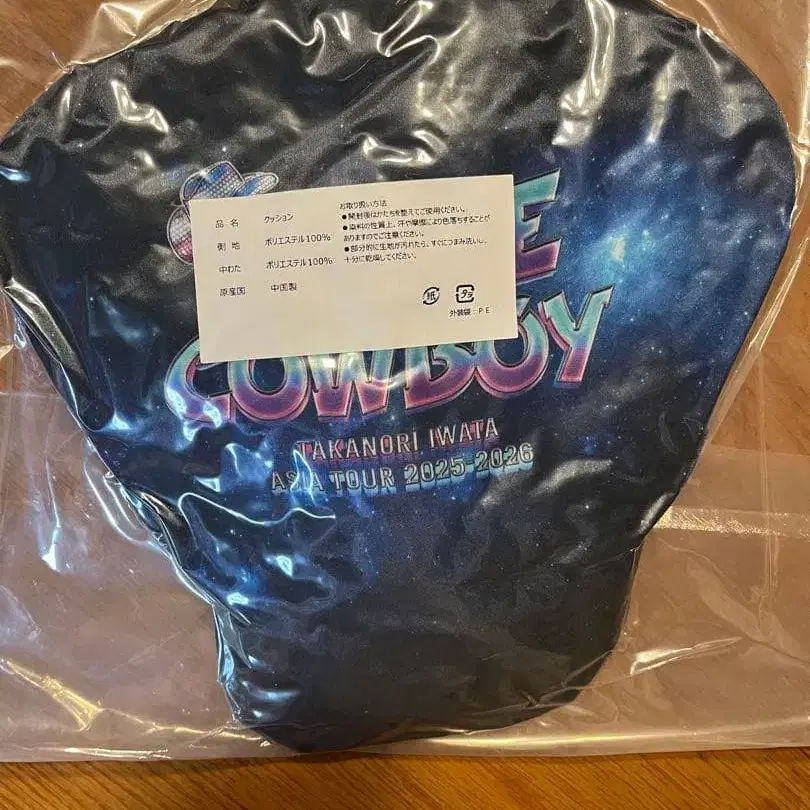 品 名 クッション
側 地 ポリエステル100%
中わた ポリエステル100%
原産国 中国製
お取り扱い方法
●開封後はかたちを整えてご使用ください。
●染料の性質上、汗や摩擦により色落ちすることが
ありますのでご注意ください。
●部分的に生地が汚れたら、すぐにつまみ洗いし、
十分に乾燥してください。
紙 プラ
外装袋：PE
E
COWBOY
TAKANORI IWATA
ASIA TOUR 2025-2026